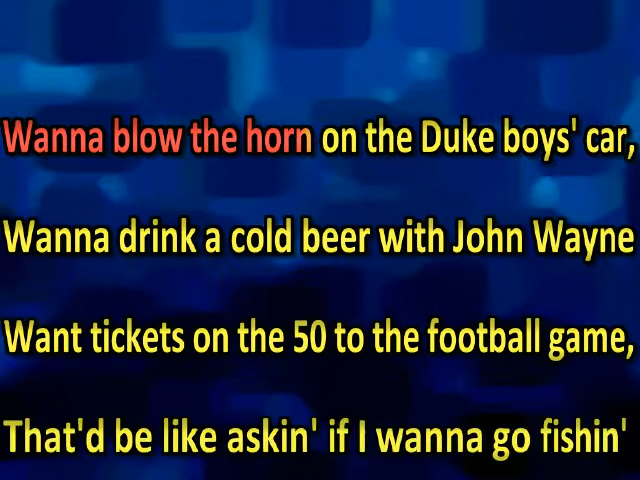 Wanna blow the horn on the Duke boys' car,
Wanna drink a cold beer with John Wayne
Want tickets on the 50 to the football game,
That'd be like askin' if I wanna go fishin'